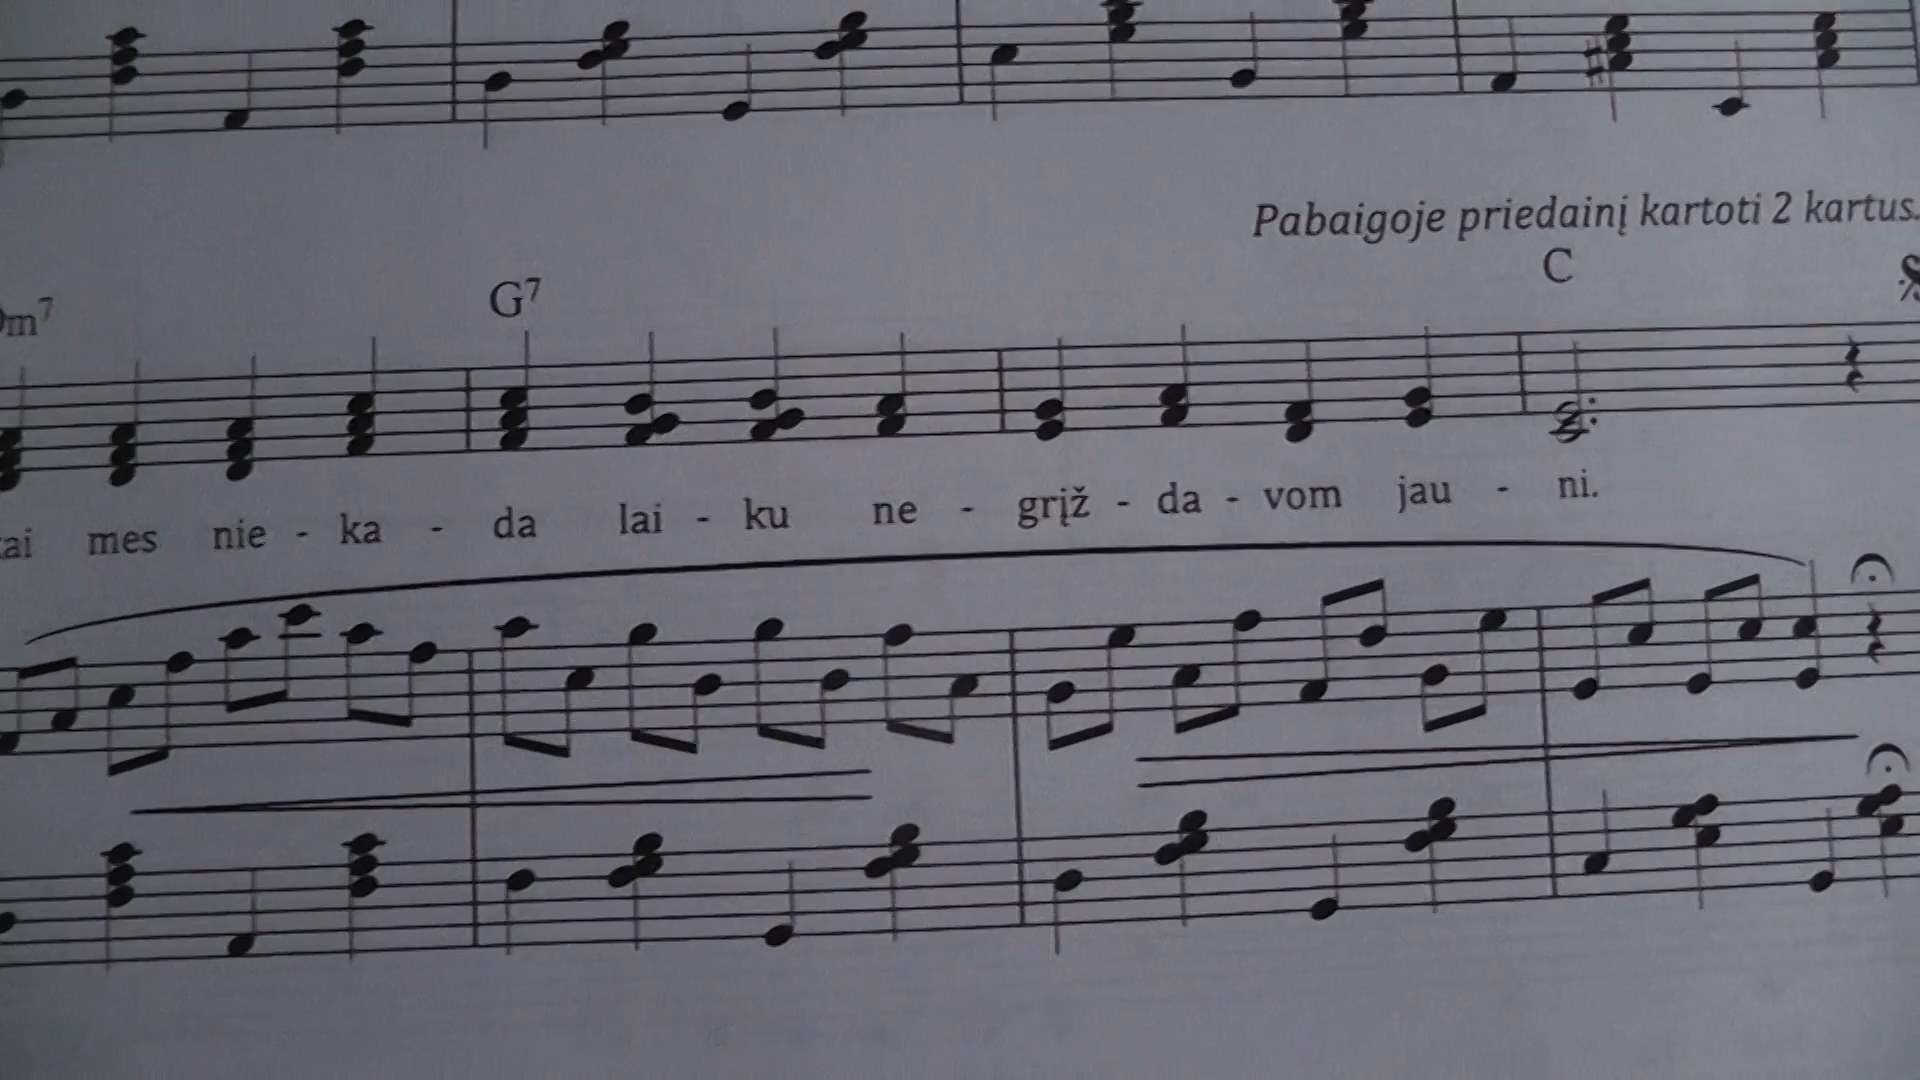 Pabaigoje priedainį kartoti 2 kartus.
m7 G7 C
mes nie - ka - da lai - ku ne - grįž - da - vom jau - ni.